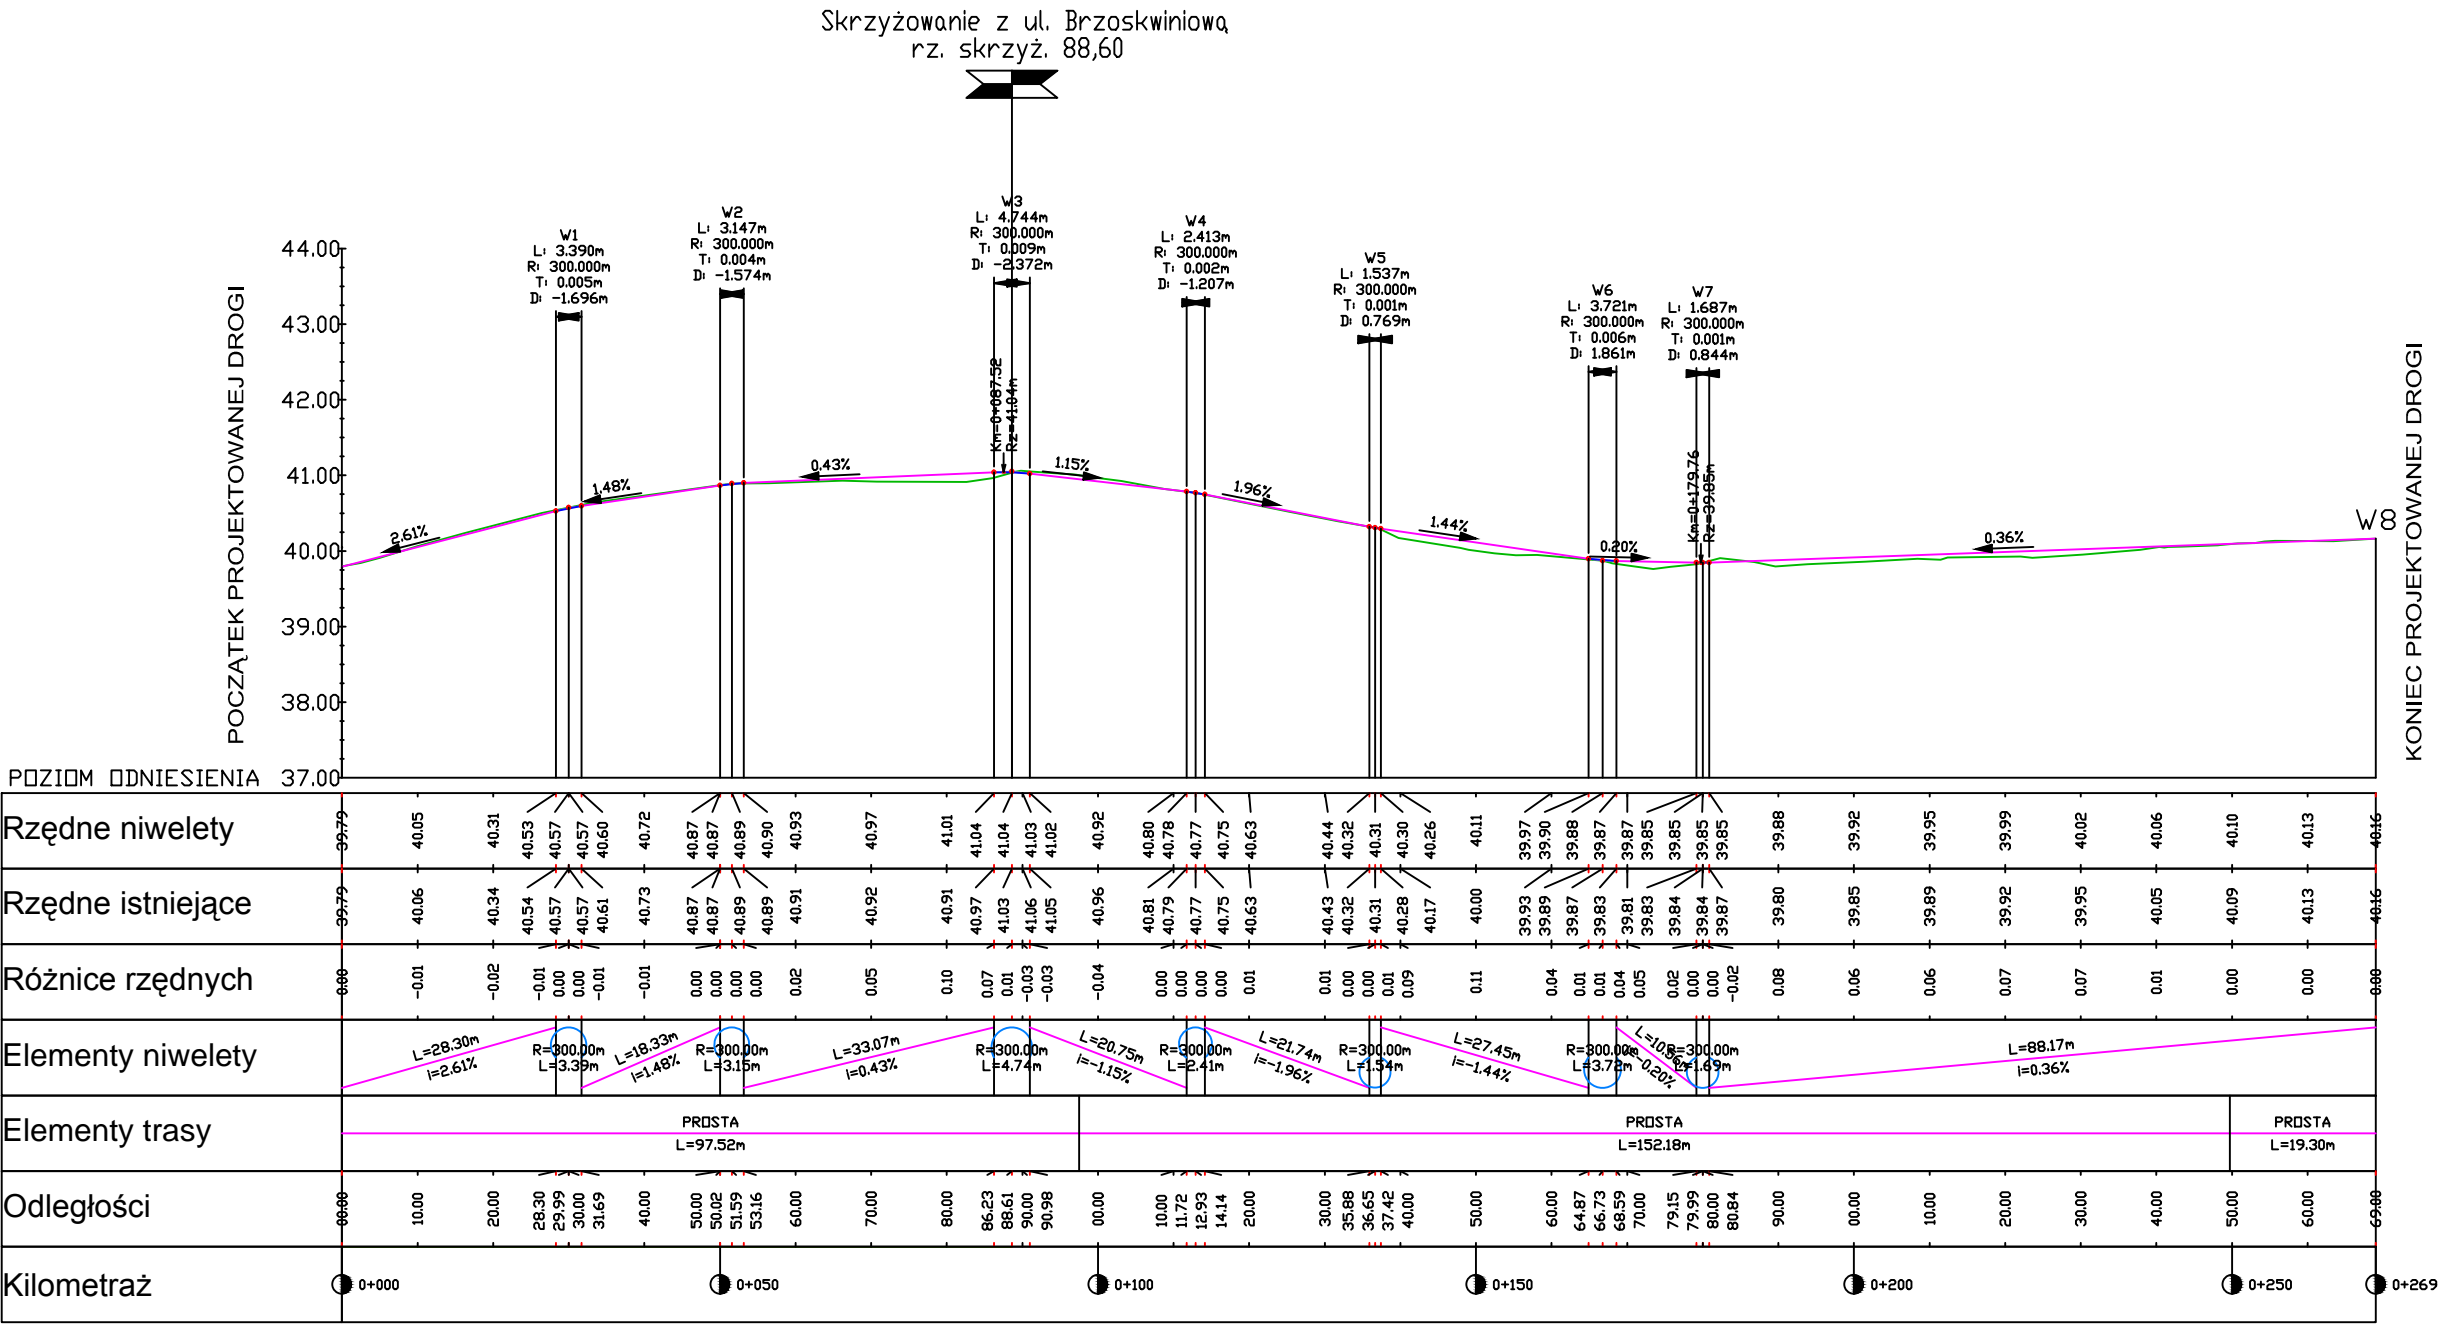 Skrzyżowanie z ul. Brzoskwiniową
rz. skrzyż. 88,60
W1
L: 3.390m
R: 300.000m
T: 0.005m
D: -1.696m
W2
L: 3.147m
R: 300.000m
T: 0.004m
D: -1.574m
W3
L: 4.744m
R: 300.000m
T: 0.009m
D: -2.372m
W4
L: 2.413m
R: 300.000m
T: 0.002m
D: -1.207m
W5
L: 1.537m
R: 300.000m
T: 0.001m
D: 0.769m
W6
L: 3.721m
R: 300.000m
T: 0.006m
D: 1.861m
W7
L: 1.687m
R: 300.000m
T: 0.001m
D: 0.844m
W8
POCZĄTEK PROJEKTOWANEJ DROGI
KONIEC PROJEKTOWANEJ DROGI
44.00
43.00
42.00
41.00
40.00
39.00
38.00
POZIOM ODNIESIENIA 37.00
2.61%
1.48%
0.43%
Km=0+087.52
Rz=41.04m
1.15%
1.96%
1.44%
0.20%
Km=0+179.76
Rz=39.85m
0.36%
Rzędne niwelety
39.79 40.05 40.31 40.53 40.57 40.57 40.60 40.72 40.87 40.87 40.89 40.90 40.93 40.97 41.01 41.04 41.04 41.03 41.02 40.92 40.80 40.78 40.77 40.75 40.63 40.44 40.32 40.31 40.30 40.26 40.11 39.97 39.90 39.88 39.87 39.87 39.85 39.85 39.85 39.85 39.88 39.92 39.95 39.99 40.02 40.06 40.10 40.13 40.16
Rzędne istniejące
39.79 40.06 40.34 40.54 40.57 40.57 40.61 40.73 40.87 40.87 40.89 40.89 40.91 40.92 40.91 40.97 41.03 41.06 41.05 40.96 40.81 40.79 40.77 40.75 40.63 40.43 40.32 40.31 40.28 40.17 40.00 39.93 39.89 39.87 39.83 39.81 39.83 39.84 39.84 39.87 39.80 39.85 39.89 39.92 39.95 40.05 40.09 40.13 40.16
Różnice rzędnych
0.00 -0.01 -0.02 -0.01 0.00 0.00 -0.01 -0.01 0.00 0.00 0.00 0.00 0.02 0.05 0.10 0.07 0.01 -0.03 -0.03 -0.04 0.00 0.00 0.00 0.00 0.01 0.01 0.00 0.00 0.01 0.09 0.11 0.04 0.01 0.01 0.04 0.05 0.02 0.00 0.00 -0.02 0.08 0.06 0.06 0.07 0.07 0.01 0.00 0.00 0.00
Elementy niwelety
L=28.30m
i=2.61%
R=300.00m
L=3.39m
L=18.33m
i=1.48%
R=300.00m
L=3.15m
L=33.07m
i=0.43%
R=300.00m
L=4.74m
L=20.75m
i=-1.15%
R=300.00m
L=2.41m
L=21.74m
i=-1.96%
R=300.00m
L=1.54m
L=27.45m
i=-1.44%
R=300.00m
L=3.72m
L=10.56m
i=-0.20%
R=300.00m
L=1.69m
L=88.17m
i=0.36%
Elementy trasy
PROSTA
L=97.52m
PROSTA
L=152.18m
PROSTA
L=19.30m
Odległości
00.00 10.00 20.00 28.30 29.99 30.00 31.69 40.00 50.00 50.02 51.59 53.16 60.00 70.00 80.00 86.23 88.61 90.00 90.98 00.00 10.00 11.72 12.93 14.14 20.00 30.00 35.88 36.65 37.42 40.00 50.00 60.00 64.87 66.73 68.59 70.00 79.15 79.99 80.00 80.84 90.00 00.00 10.00 20.00 30.00 40.00 50.00 60.00 69.00
Kilometraż
0+000 0+050 0+100 0+150 0+200 0+250 0+269